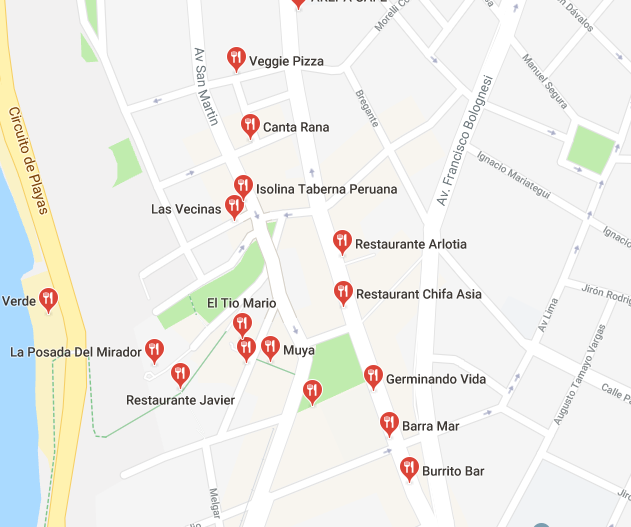 AREPA CAFE
Morelli
n Dávalos
Veggie Pizza
Av San Martin
Manuel Segura
Bregante
Av. Francisco Bolognesi
Circuito de Playas
Canta Rana
Ignacio Mariategui
Isolina Taberna Peruana
Las Vecinas
Ignacio
Restaurante Arlotia
Jirón Rodrig
Verde
El Tio Mario
Restaurant Chifa Asia
Av Lima
La Posada Del Mirador
Muya
Augusto Tamayo Vargas
Restaurante Javier
Germinando Vida
Calle P
Barra Mar
Burrito Bar
Melgar
Jiró